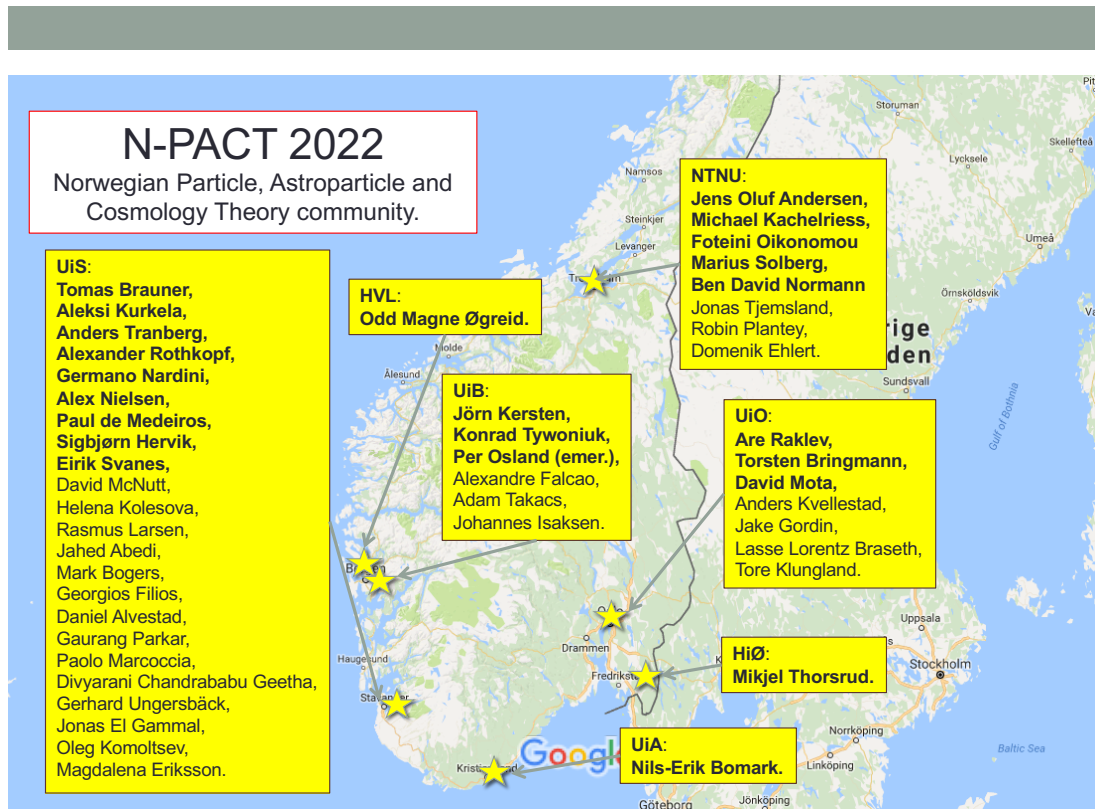 N-PACT 2022
Norwegian Particle, Astroparticle and
Cosmology Theory community.
UiS:
Tomas Brauner,
Aleksi Kurkela,
Anders Tranberg,
Alexander Rothkopf,
Germano Nardini,
Alex Nielsen,
Paul de Medeiros,
Sigbjørn Hervik,
Eirik Svanes,
David McNutt,
Helena Kolesova,
Rasmus Larsen,
Jahed Abedi,
Mark Bogers,
Georgios Filios,
Daniel Alvestad,
Gaurang Parkar,
Paolo Marcoccia,
Divyarani Chandrababu Geetha,
Gerhard Ungersbäck,
Jonas El Gammal,
Oleg Komoltsev,
Magdalena Eriksson.
HVL:
Odd Magne Øgreid.
UiB:
Jörn Kersten,
Konrad Tywoniuk,
Per Osland (emer.),
Alexandre Falcao,
Adam Takacs,
Johannes Isaksen.
NTNU:
Jens Oluf Andersen,
Michael Kachelriess,
Foteini Oikonomou
Marius Solberg,
Ben David Normann
Jonas Tjemsland,
Robin Plantey,
Domenik Ehlert.
UiO:
Are Raklev,
Torsten Bringmann,
David Mota,
Anders Kvellestad,
Jake Gordin,
Lasse Lorentz Braseth,
Tore Klungland.
HiØ:
Mikjel Thorsrud.
UiA:
Nils-Erik Bomark.
Storuman
Skellefteå
Lycksele
Namsos
Steinkjer
Levanger
Umeå
Örnsköldsvik
Molde
Ålesund
Sundsvall
Gulf of Bothnia
Drammen
Haugesund
Uppsala
Stockholm
Norrköping
Linköping
Jönköping
Göteborg
Baltic Sea